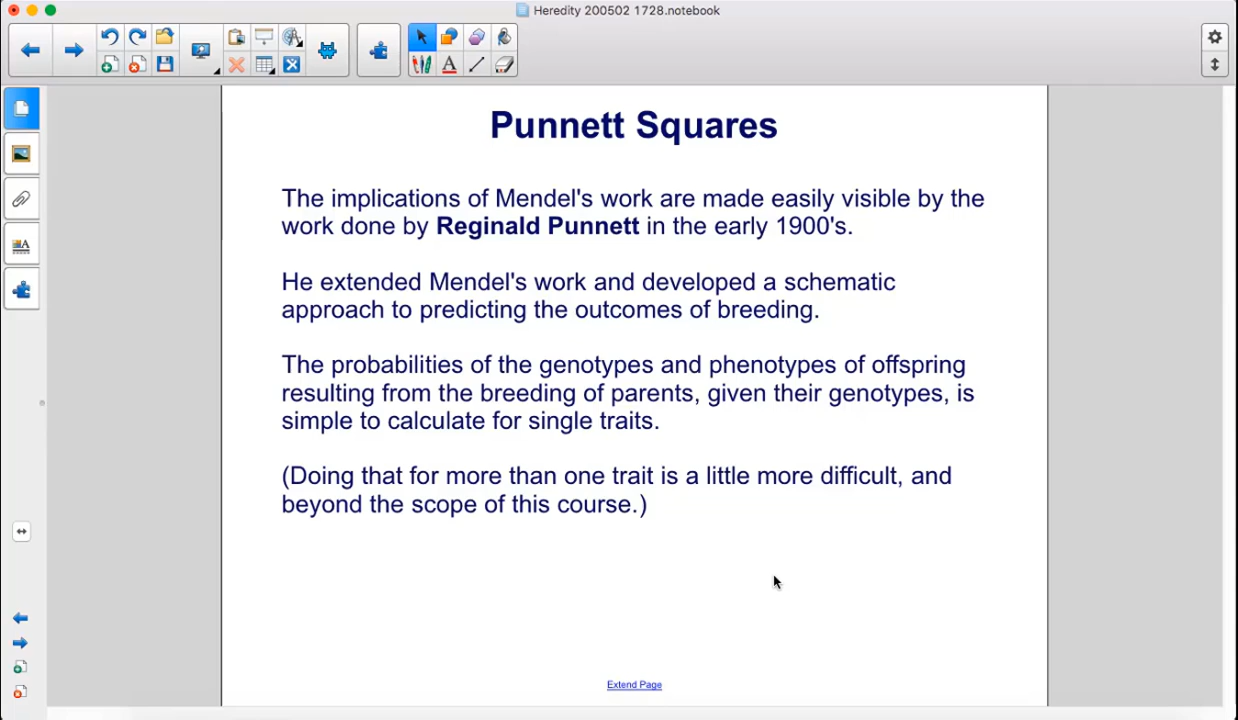 Heredity 200502 1728.notebook
Punnett Squares
The implications of Mendel's work are made easily visible by the
work done by Reginald Punnett in the early 1900's.
He extended Mendel's work and developed a schematic
approach to predicting the outcomes of breeding.
The probabilities of the genotypes and phenotypes of offspring
resulting from the breeding of parents, given their genotypes, is
simple to calculate for single traits.
(Doing that for more than one trait is a little more difficult, and
beyond the scope of this course.)
Extend Page